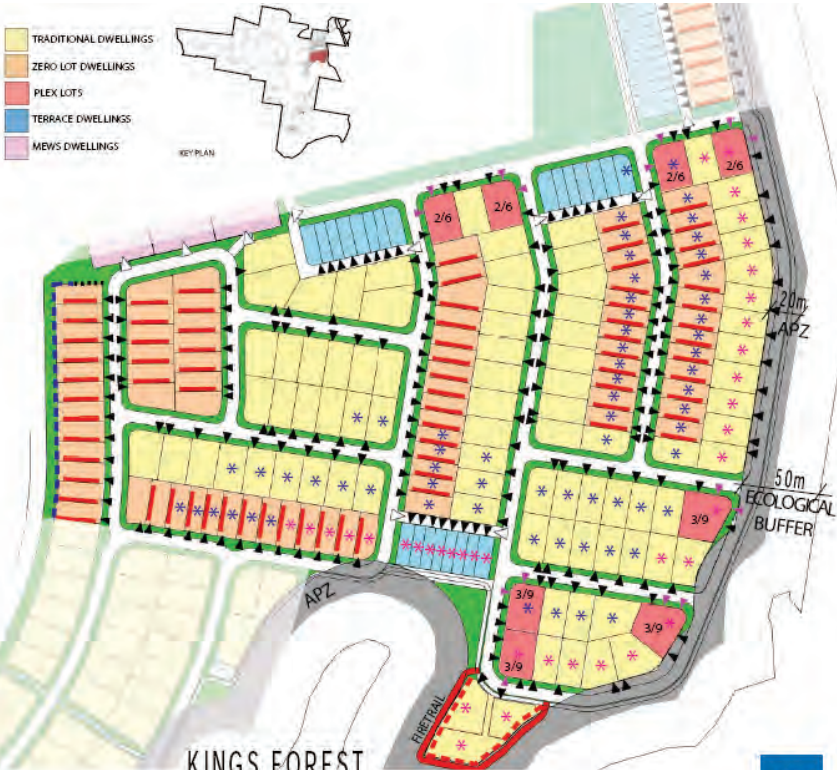 TRADITIONAL DWELLINGS
ZERO LOT DWELLINGS
PLEX LOTS
TERRACE DWELLINGS
MEWS DWELLINGS
KEY PLAN
2/6
2/6
2/6
2/6
20m
APZ
50m
ECOLOGICAL
BUFFER
3/9
APZ
3/9
3/9
3/9
FIRETRAIL
KINGS FOREST